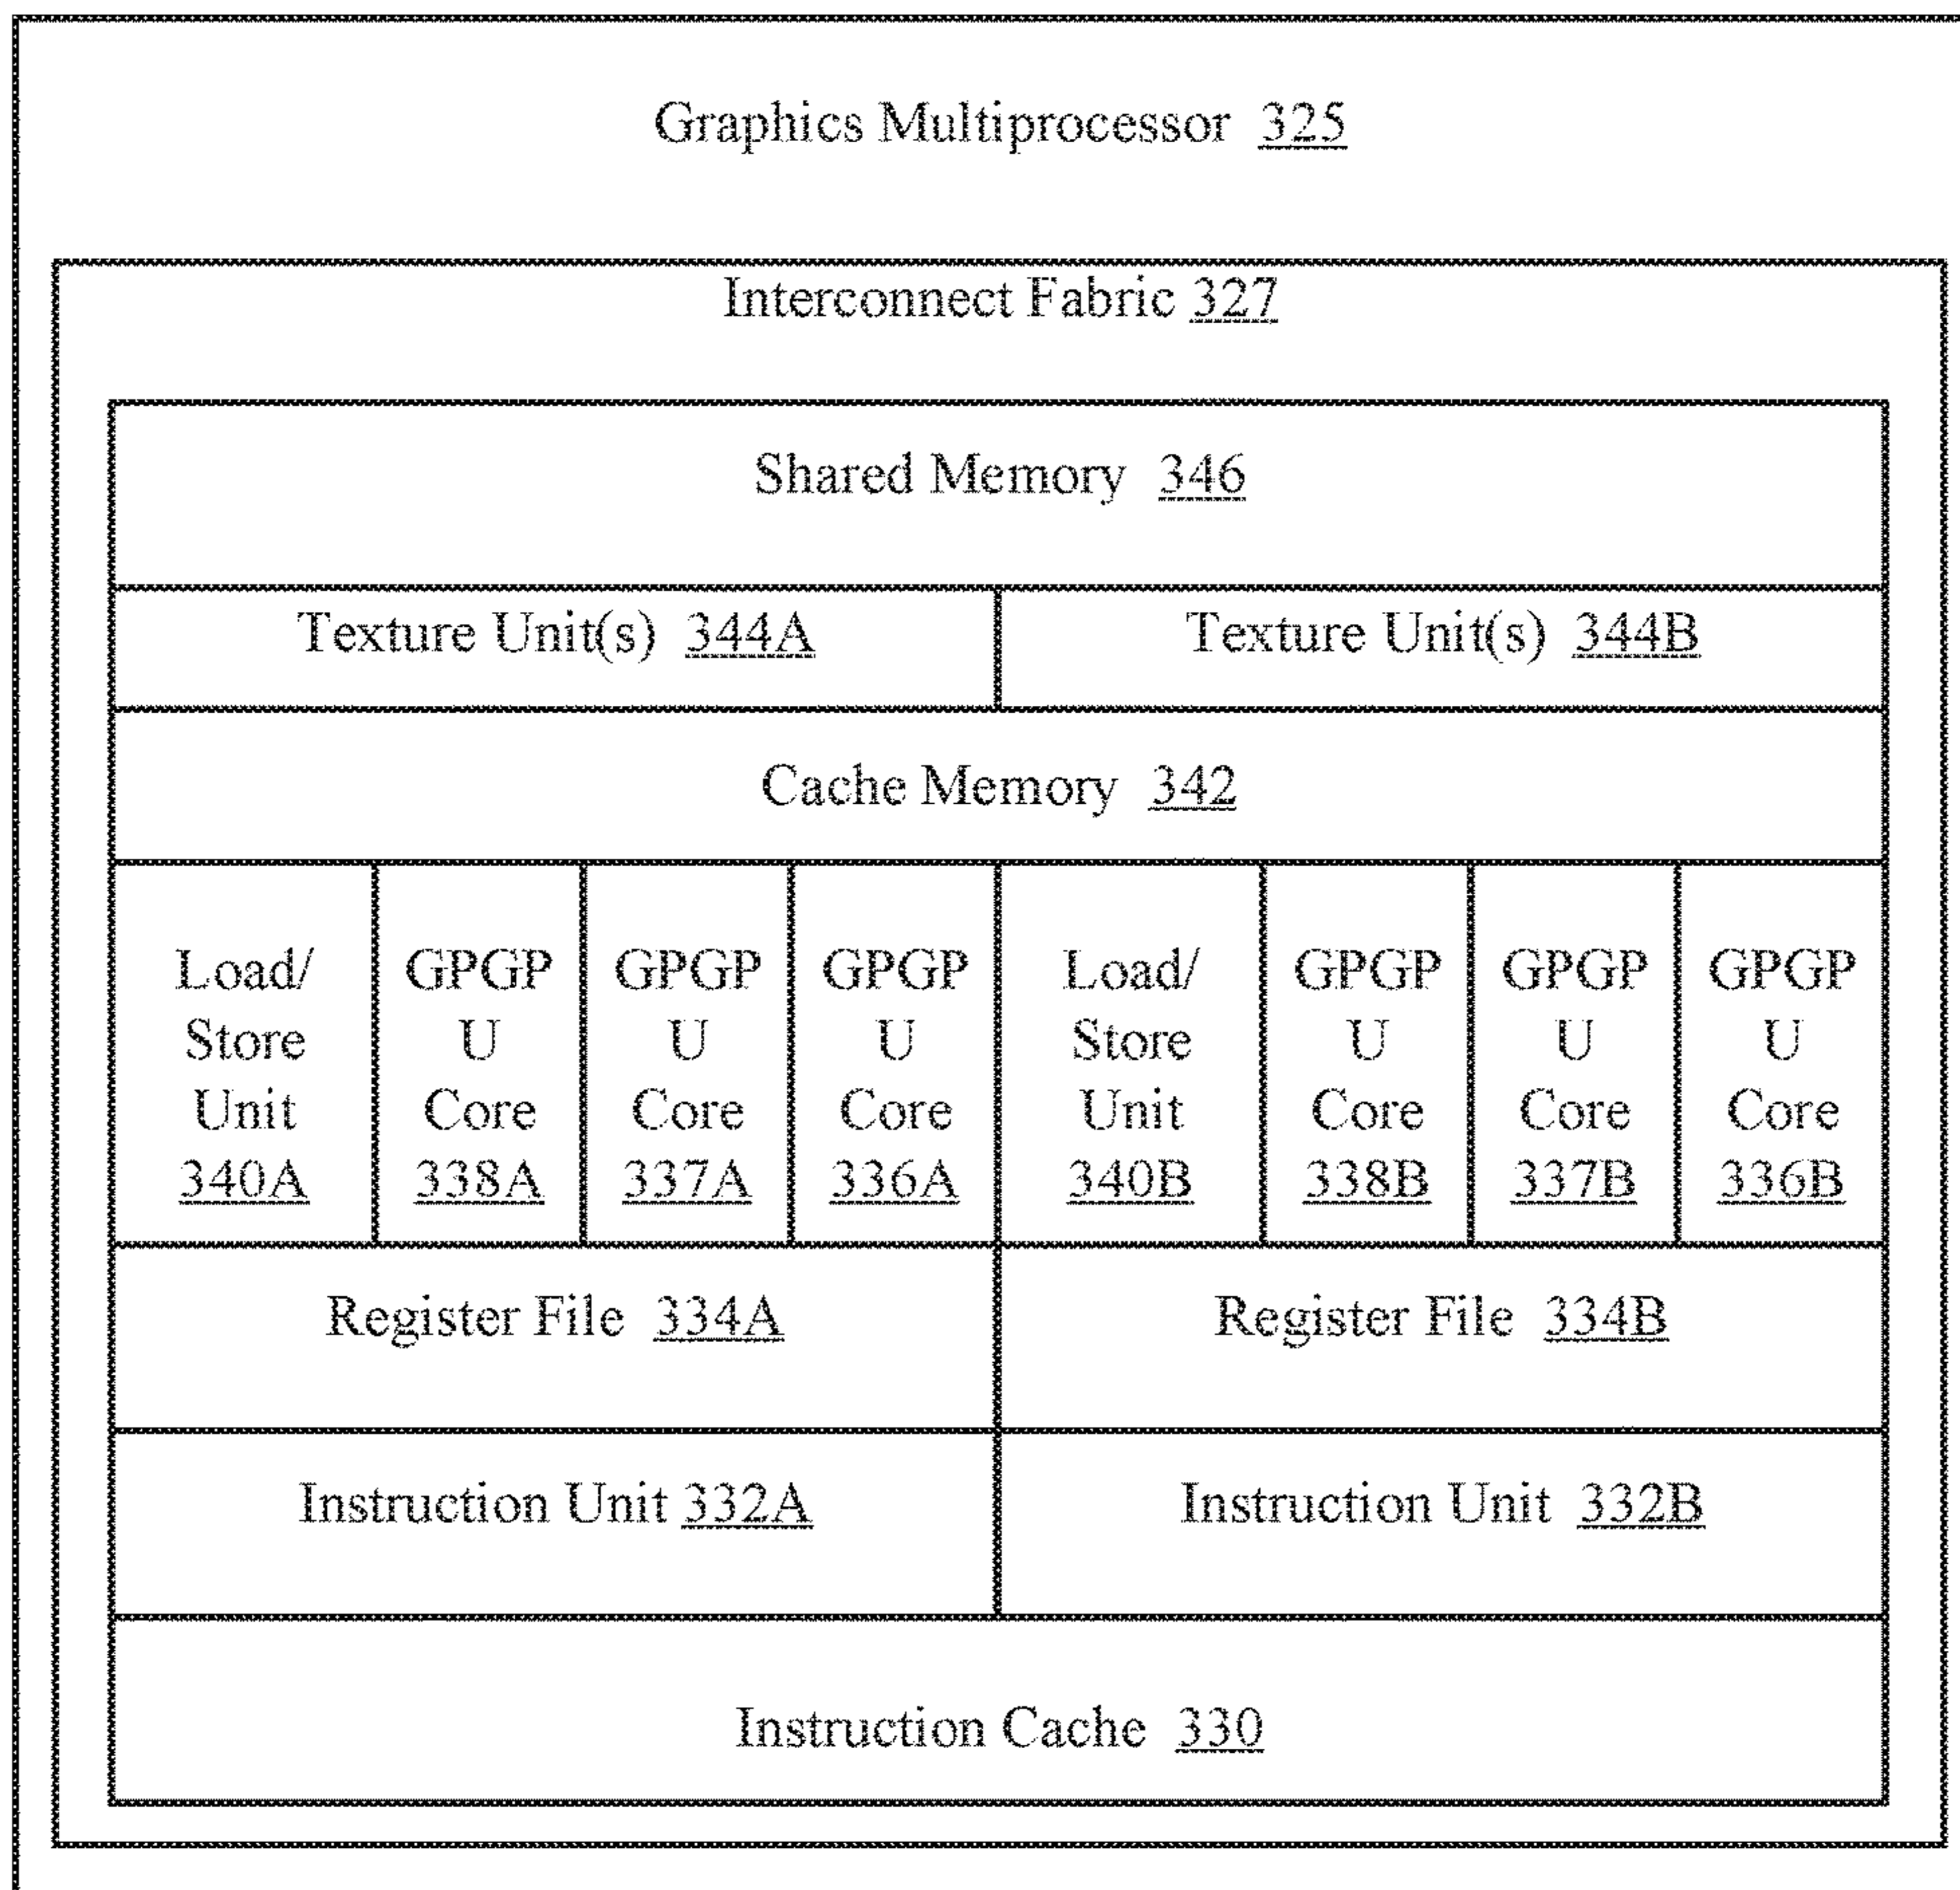 Graphics Multiprocessor 325
Interconnect Fabric 327
Shared Memory 346
Texture Unit(s) 344A
Texture Unit(s) 344B
Cache Memory 342
Load/
Store
Unit
340A
GPGP
U
Core
338A
GPGP
U
Core
337A
GPGP
U
Core
336A
Load/
Store
Unit
340B
GPGP
U
Core
338B
GPGP
U
Core
337B
GPGP
U
Core
336B
Register File 334A
Register File 334B
Instruction Unit 332A
Instruction Unit 332B
Instruction Cache 330